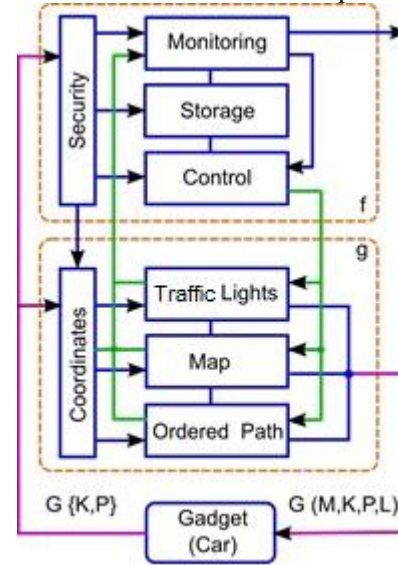 Monitoring
Security
Storage
Control
f
g
Coordinates
Traffic Lights
Map
Ordered Path
G {K,P}
G (M,K,P,L)
Gadget
(Car)